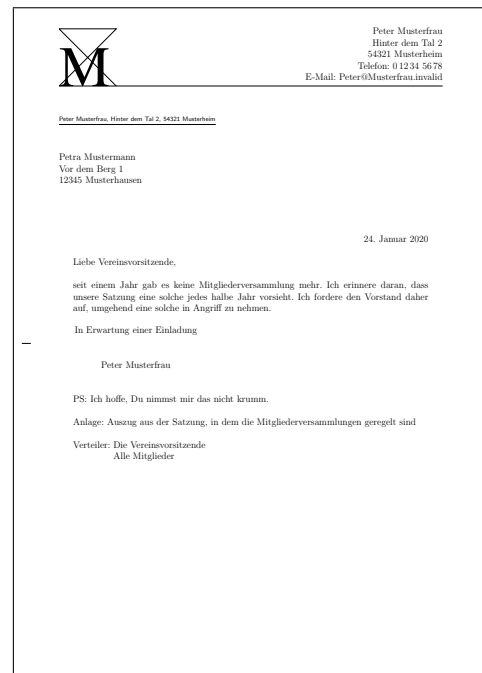 M
Peter Musterfrau
Hinter dem Tal 2
54321 Musterheim
Telefon: 0 12 34 56 78
E-Mail: Peter@Musterfrau.invalid
Peter Musterfrau, Hinter dem Tal 2, 54321 Musterheim
Petra Mustermann
Vor dem Berg 1
12345 Musterhausen
24. Januar 2020
Liebe Vereinsvorsitzende,
seit einem Jahr gab es keine Mitgliederversammlung mehr. Ich erinnere daran, dass
unsere Satzung eine solche jedes halbe Jahr vorsieht. Ich fordere den Vorstand daher
auf, umgehend eine solche in Angriff zu nehmen.
In Erwartung einer Einladung
Peter Musterfrau
PS: Ich hoffe, Du nimmst mir das nicht krumm.
Anlage: Auszug aus der Satzung, in dem die Mitgliederversammlungen geregelt sind
Verteiler: Die Vereinsvorsitzende
Alle Mitglieder